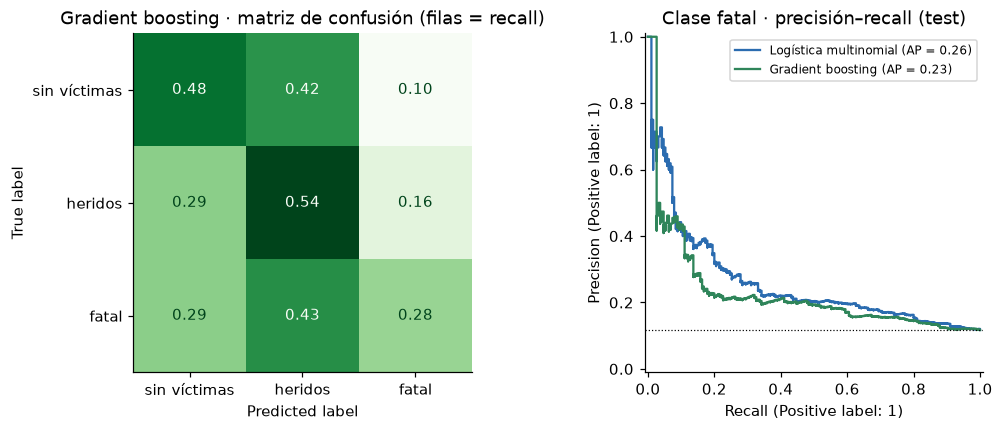 Gradient boosting · matriz de confusión (filas = recall)
True label
sin víctimas
0.48
0.42
0.10
heridos
0.29
0.54
0.16
fatal
0.29
0.43
0.28
sin víctimas
heridos
fatal
Predicted label
Clase fatal · precisión–recall (test)
Logística multinomial (AP = 0.26)
Gradient boosting (AP = 0.23)
Precision (Positive label: 1)
1.0
0.8
0.6
0.4
0.2
0.0
0.0
0.2
0.4
0.6
0.8
1.0
Recall (Positive label: 1)